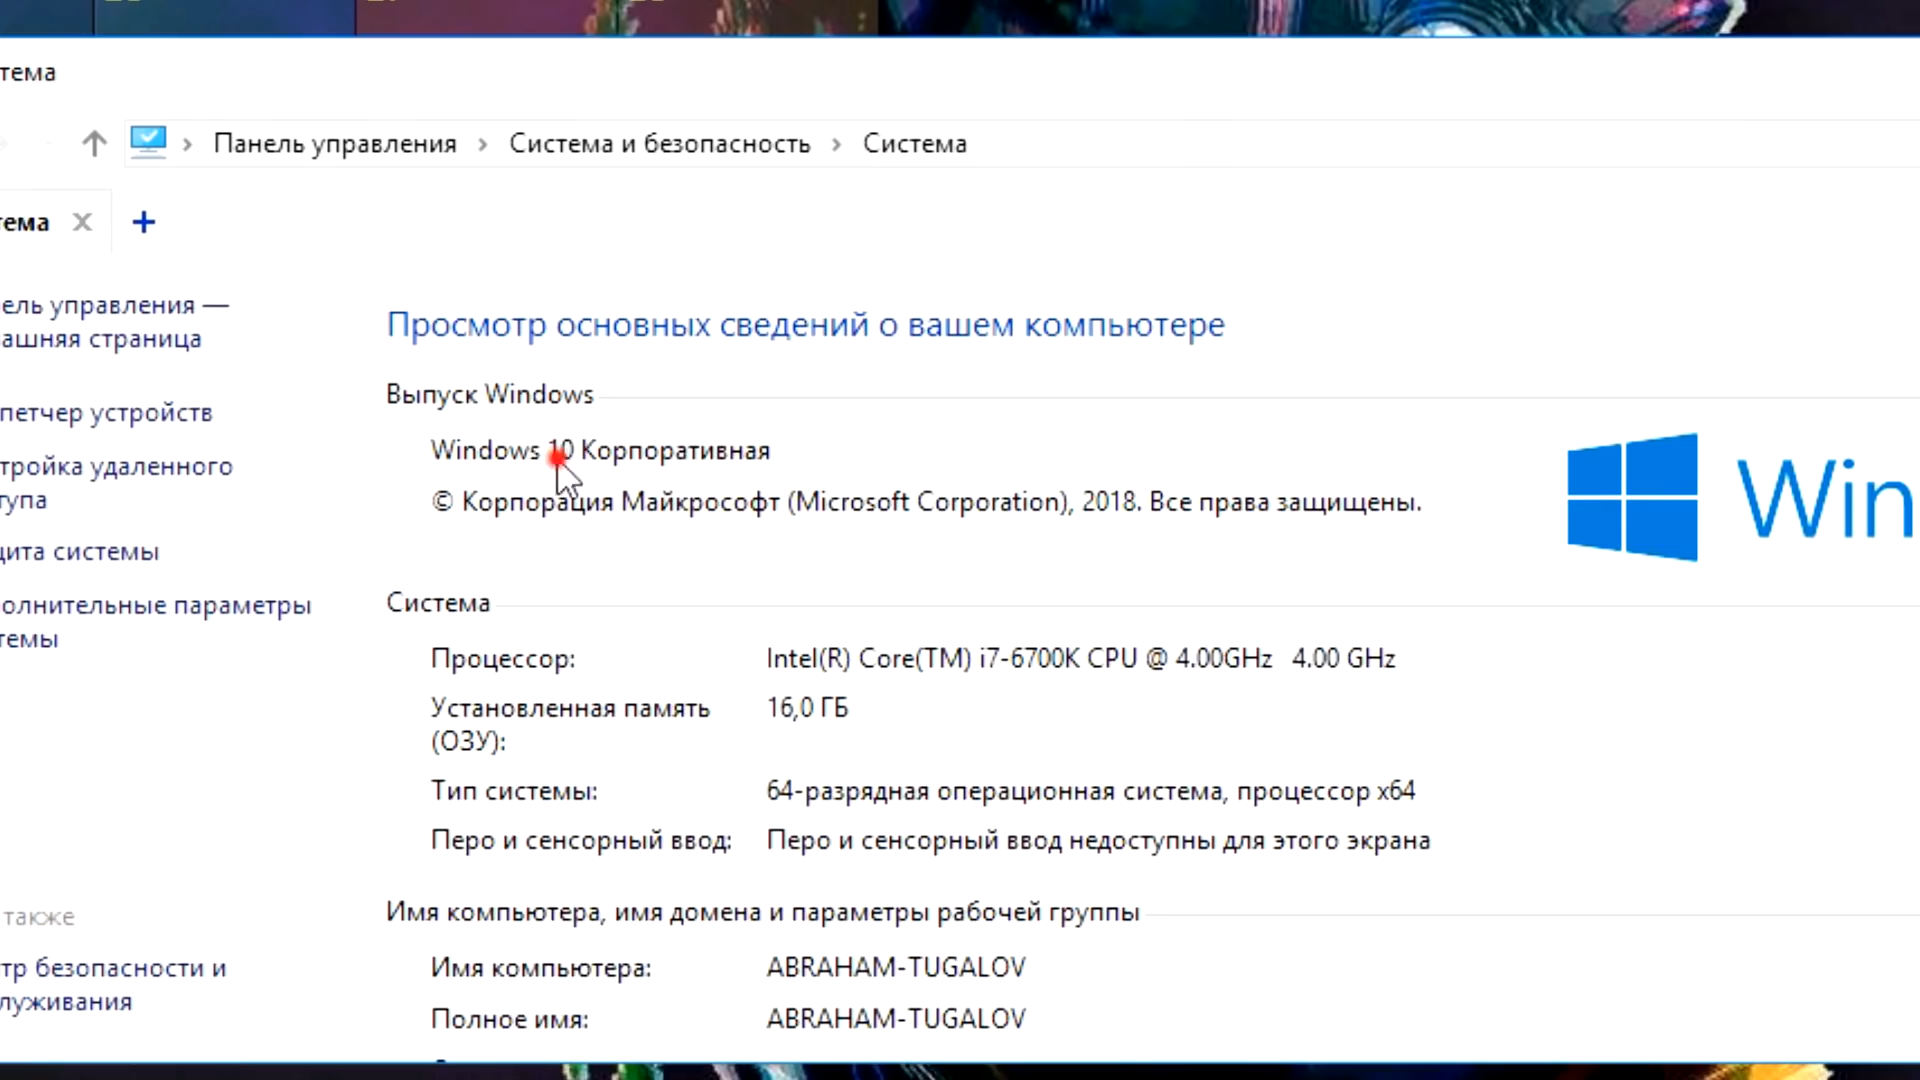 тема
Панель управления › Система и безопасность › Система
тема
ель управления —
ашняя страница
Просмотр основных сведений о вашем компьютере
Выпуск Windows
петчер устройств
Windows 10 Корпоративная
тройка удаленного
тупа
© Корпорация Майкрософт (Microsoft Corporation), 2018. Все права защищены.
Win
щита системы
олнительные параметры
темы
Система
Процессор: Intel(R) Core(TM) i7-6700K CPU @ 4.00GHz 4.00 GHz
Установленная память 16,0 ГБ
(ОЗУ):
Тип системы: 64-разрядная операционная система, процессор x64
Перо и сенсорный ввод: Перо и сенсорный ввод недоступны для этого экрана
также
Имя компьютера, имя домена и параметры рабочей группы
тр безопасности и
луживания
Имя компьютера: ABRAHAM-TUGALOV
Полное имя: ABRAHAM-TUGALOV